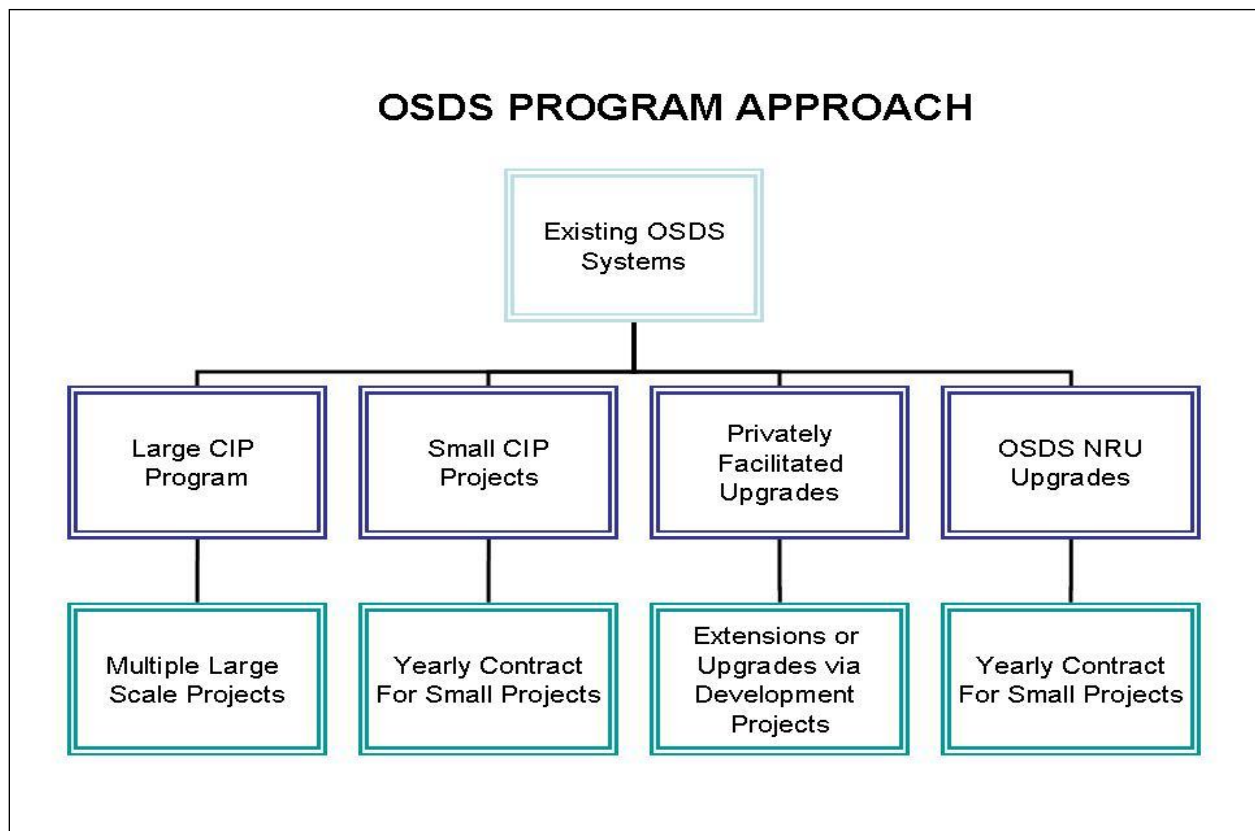 OSDS PROGRAM APPROACH
Existing OSDS
Systems
Large CIP
Program
Small CIP
Projects
Privately
Facilitated
Upgrades
OSDS NRU
Upgrades
Multiple Large
Scale Projects
Yearly Contract
For Small Projects
Extensions or
Upgrades via
Development
Projects
Yearly Contract
For Small Projects